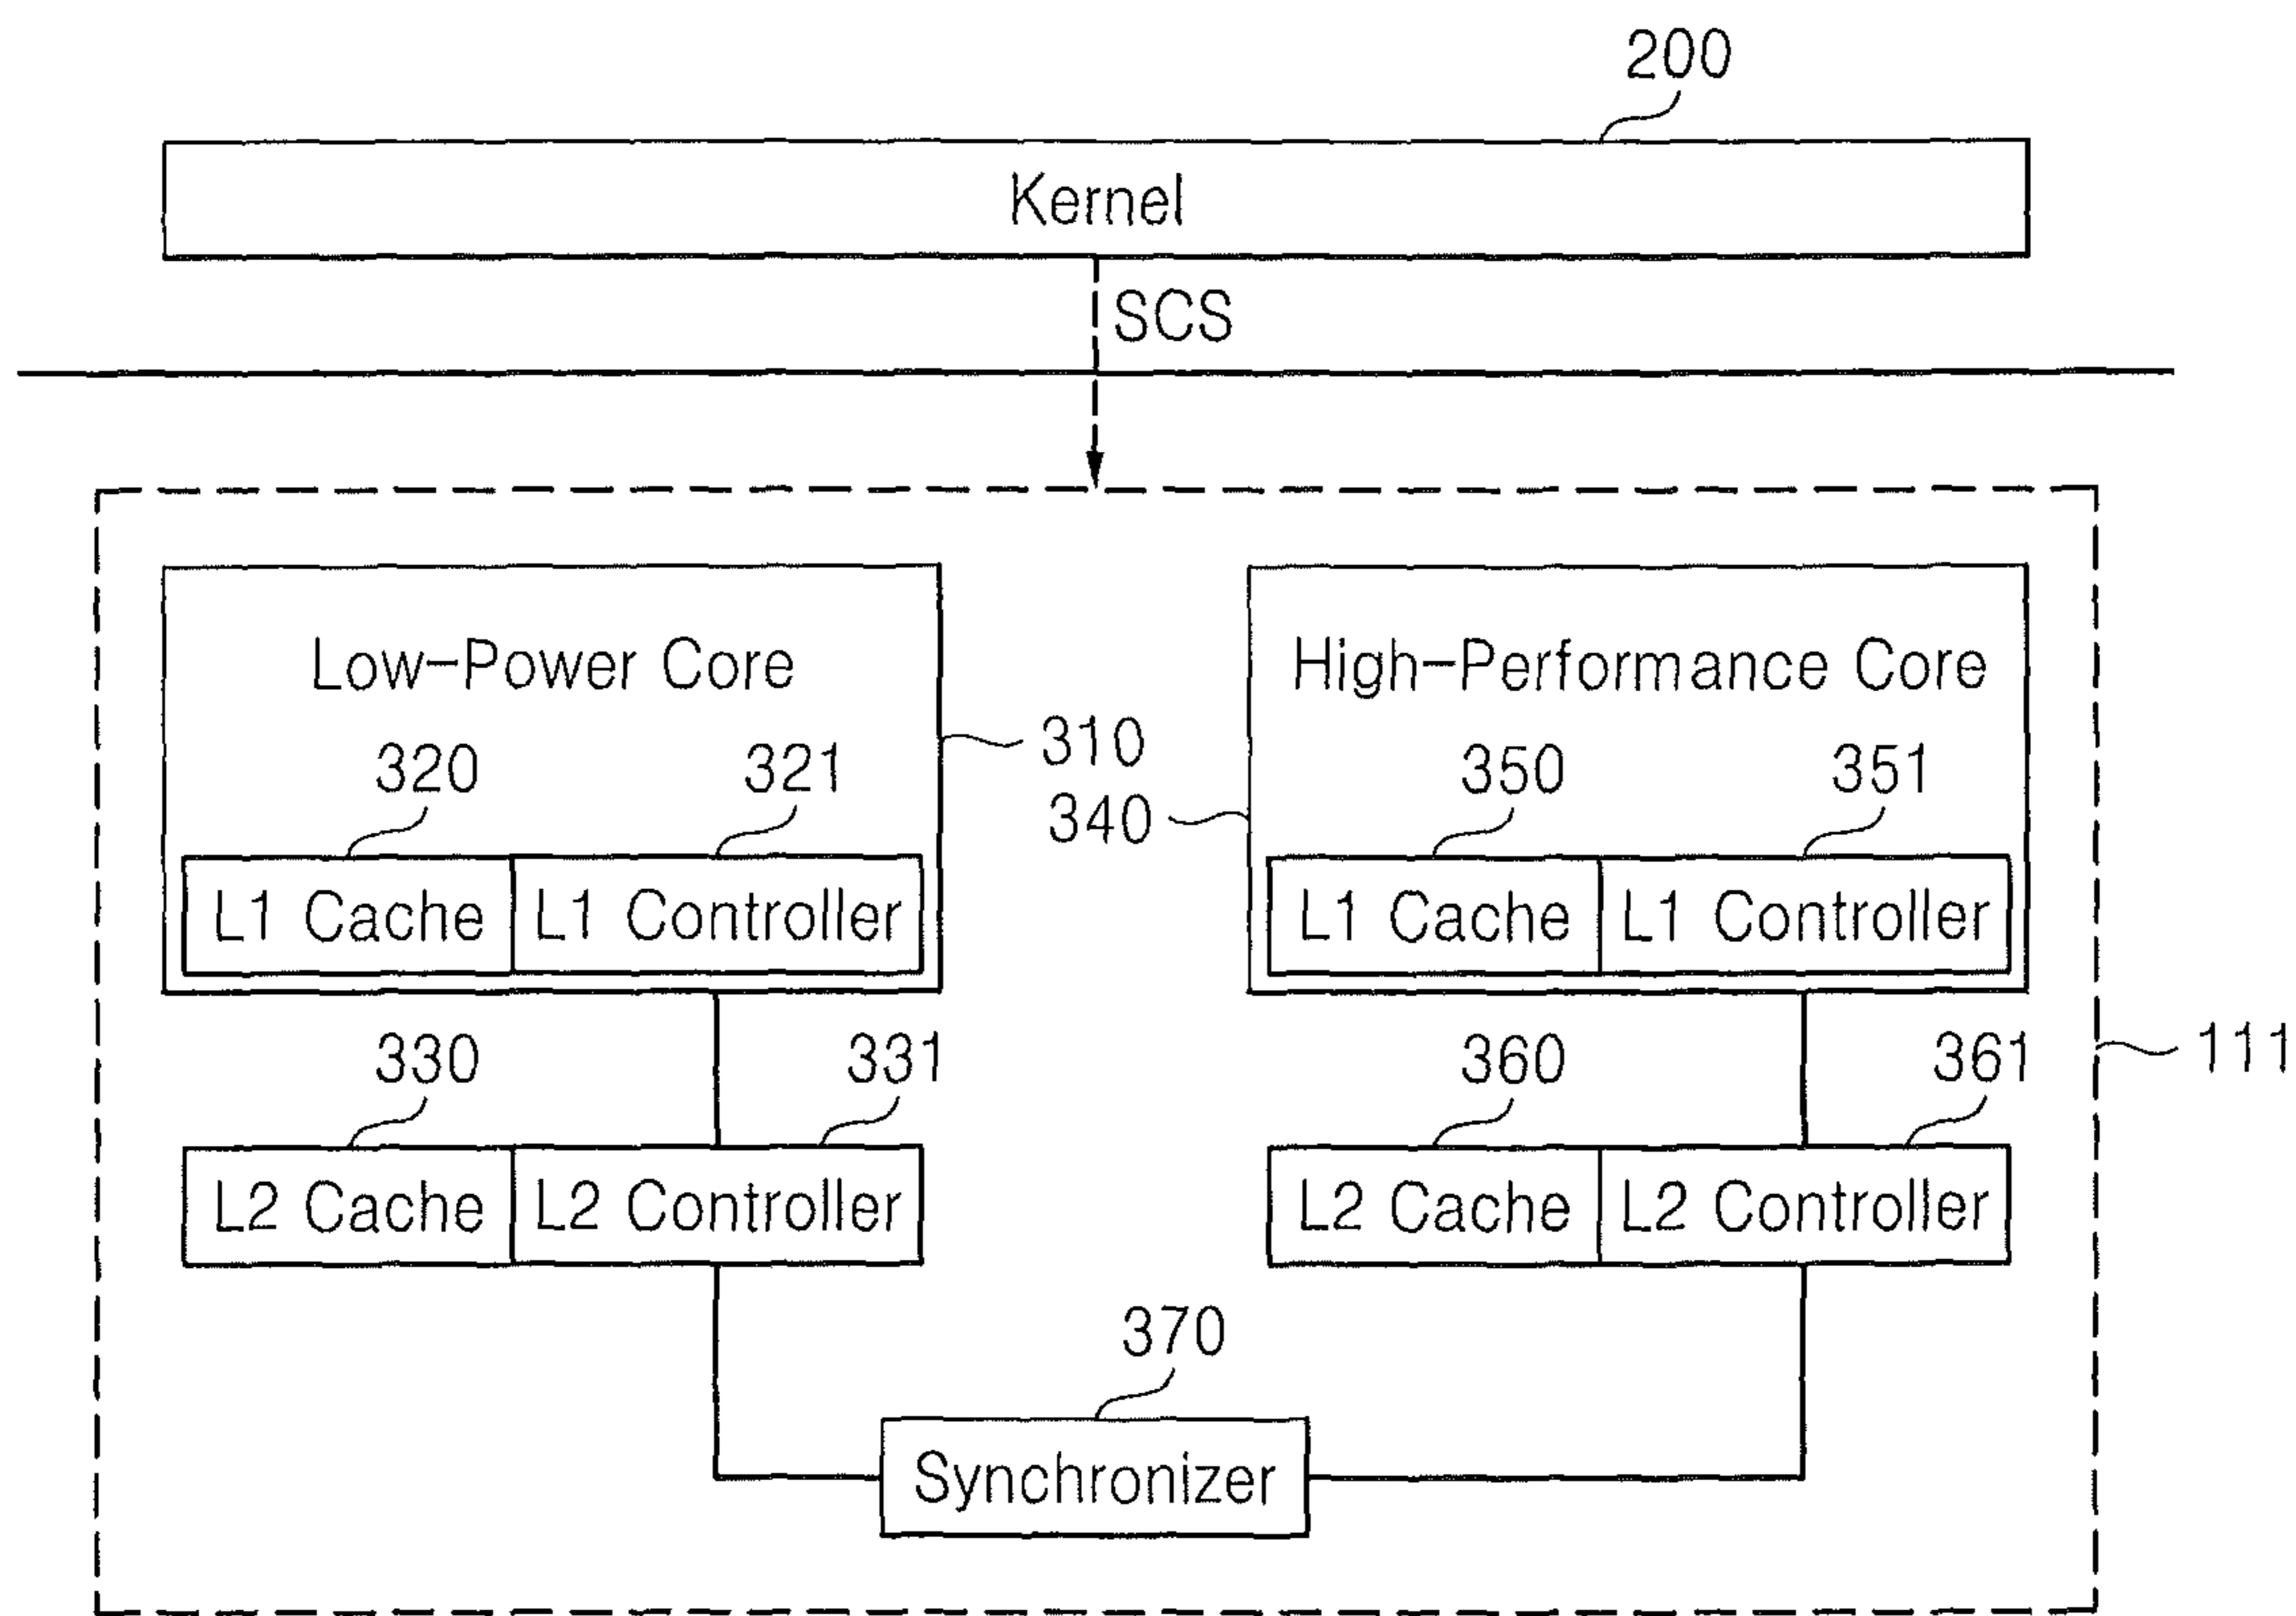 200
Kernel
SCS
Low-Power Core
High-Performance Core
310
320
321
350
351
340
L1 Cache
L1 Controller
L1 Cache
L1 Controller
330
331
360
361
111
L2 Cache
L2 Controller
L2 Cache
L2 Controller
370
Synchronizer